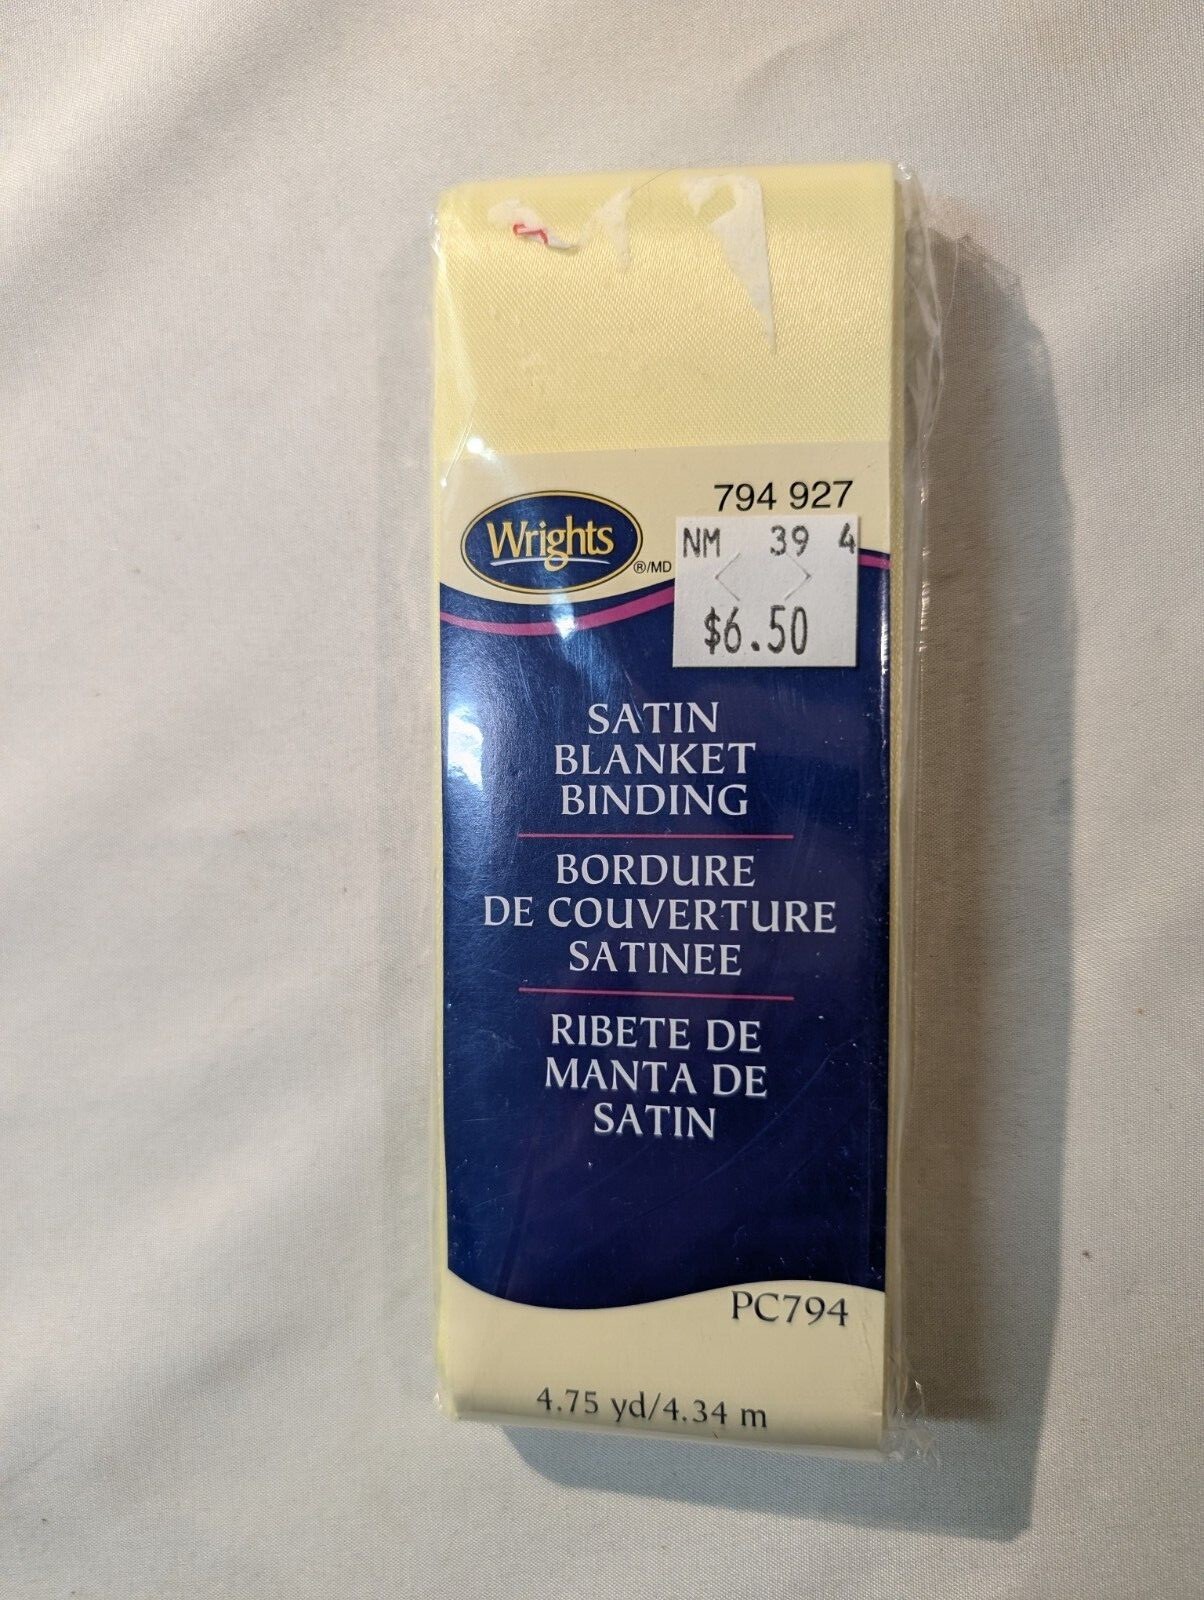 794 927
Wrights
®/MD
NM 39 4
$6.50
SATIN
BLANKET
BINDING
BORDURE
DE COUVERTURE
SATINEE
RIBETE DE
MANTA DE
SATIN
PC794
4.75 yd/4.34 m